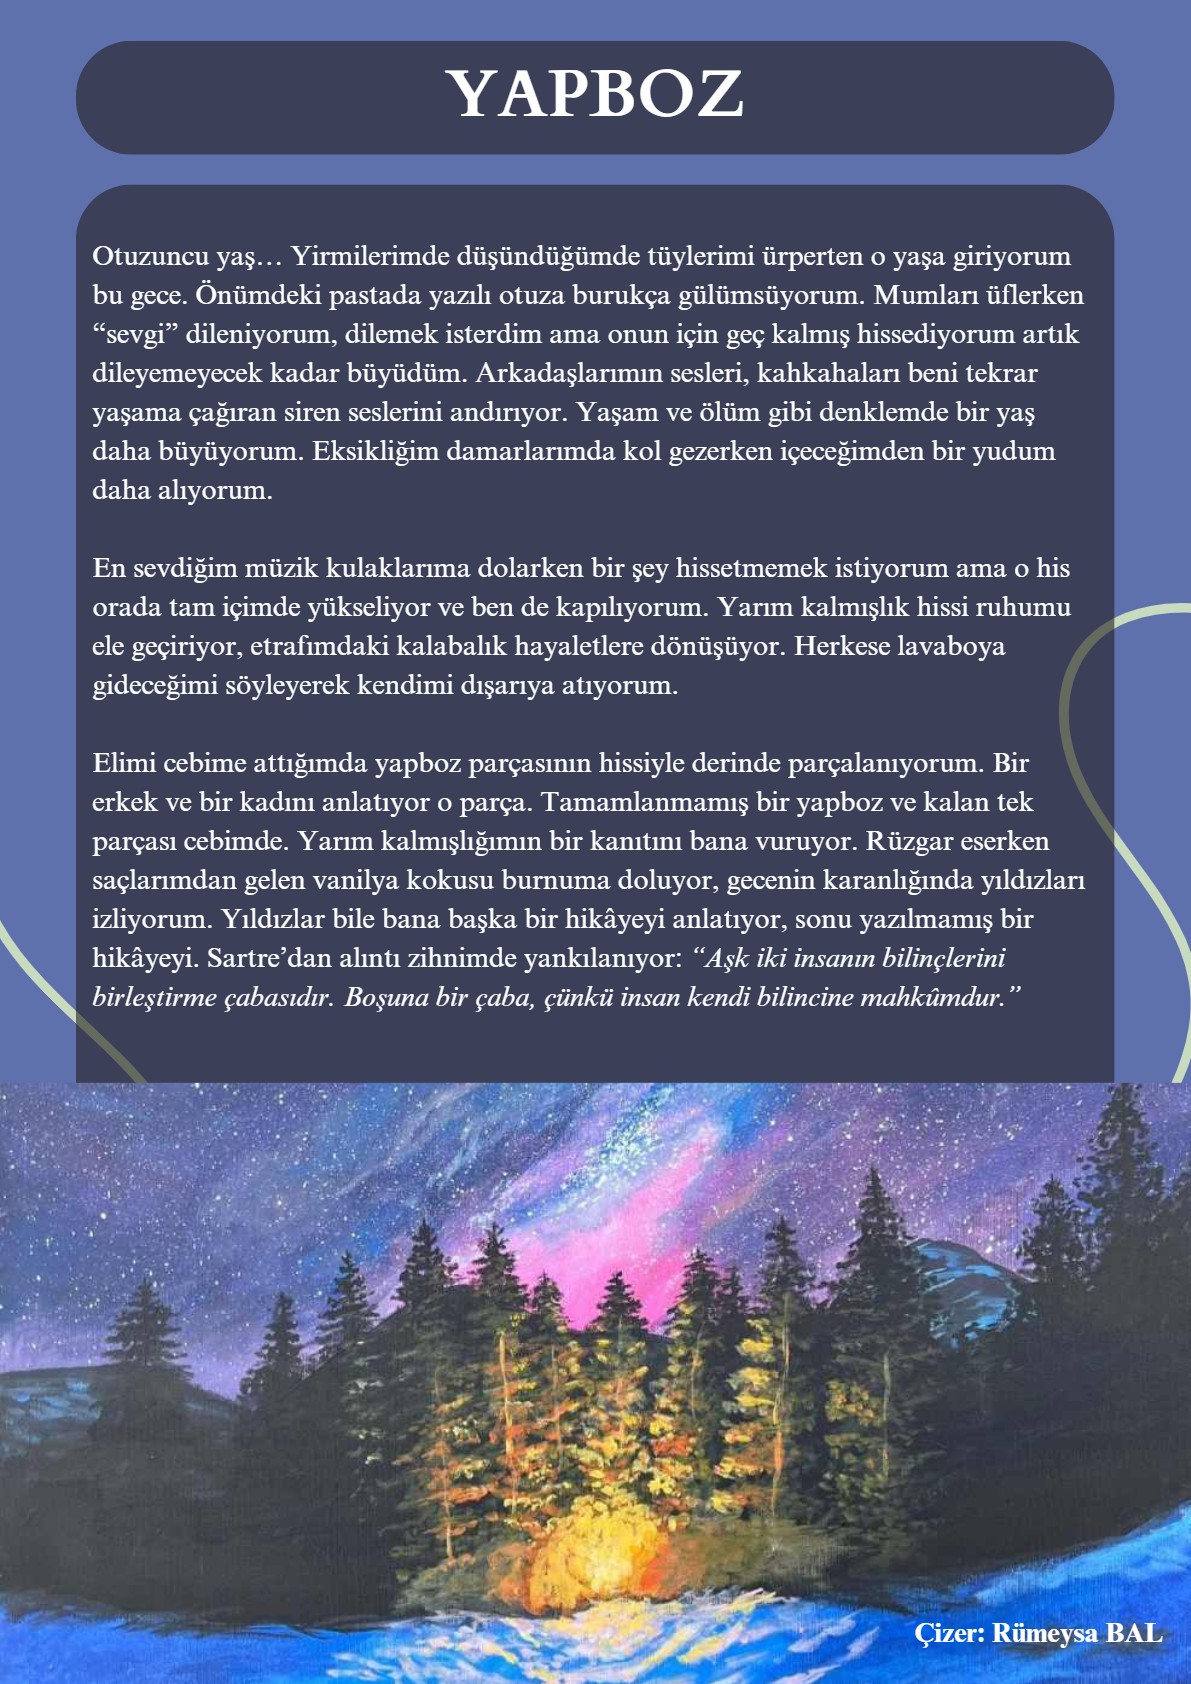 YAPBOZ
Otuzuncu yaş… Yirmilerimde düşündüğümde tüylerimi ürperten o yaşa giriyorum
bu gece. Önümdeki pastada yazılı otuza burukça gülümsüyorum. Mumları üflerken
“sevgi” dileniyorum, dilemek isterdim ama onun için geç kalmış hissediyorum artık
dileyemeyecek kadar büyüdüm. Arkadaşlarımın sesleri, kahkahaları beni tekrar
yaşama çağıran siren seslerini andırıyor. Yaşam ve ölüm gibi denklemde bir yaş
daha büyüyorum. Eksikliğim damarlarımda kol gezerken içeceğimden bir yudum
daha alıyorum.
En sevdiğim müzik kulaklarıma dolarken bir şey hissetmemek istiyorum ama o his
orada tam içimde yükseliyor ve ben de kapılıyorum. Yarım kalmışlık hissi ruhumu
ele geçiriyor, etrafımdaki kalabalık hayaletlere dönüşüyor. Herkese lavaboya
gideceğimi söyleyerek kendimi dışarıya atıyorum.
Elimi cebime attığımda yapboz parçasının hissiyle derinde parçalanıyorum. Bir
erkek ve bir kadını anlatıyor o parça. Tamamlanmamış bir yapboz ve kalan tek
parçası cebimde. Yarım kalmışlığımın bir kanıtını bana vuruyor. Rüzgar eserken
saçlarımdan gelen vanilya kokusu burnuma doluyor, gecenin karanlığında yıldızları
izliyorum. Yıldızlar bile bana başka bir hikâyeyi anlatıyor, sonu yazılmamış bir
hikâyeyi. Sartre’dan alıntı zihnimde yankılanıyor: “Aşk iki insanın bilinçlerini
birleştirme çabasıdır. Boşuna bir çaba, çünkü insan kendi bilincine mahkûmdur.”
Çizer: Rümeysa BAL